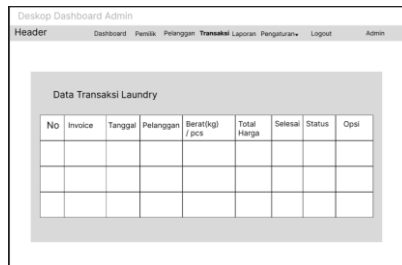 Deskop Dashboard Admin
Header Dashboard Pemilik Pelanggan Transaksi Laporan Pengaturan Logout Admin
Data Transaksi Laundry
No Invoice Tanggal Pelanggan Berat(kg) / pcs Total Harga Selesai Status Opsi